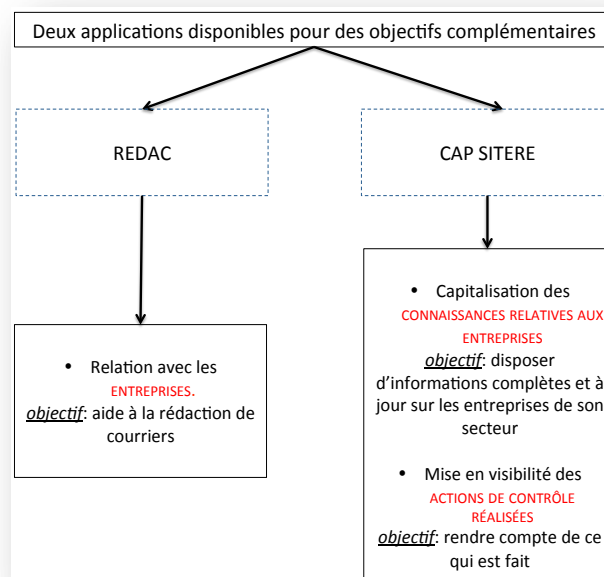 Deux applications disponibles pour des objectifs complémentaires
REDAC
CAP SITERE
• Relation avec les
ENTREPRISES.
objectif: aide à la rédaction de
courriers
• Capitalisation des
CONNAISSANCES RELATIVES AUX
ENTREPRISES
objectif: disposer
d'informations complètes et à
jour sur les entreprises de son
secteur
• Mise en visibilité des
ACTIONS DE CONTRÔLE
RÉALISÉES
objectif: rendre compte de ce
qui est fait